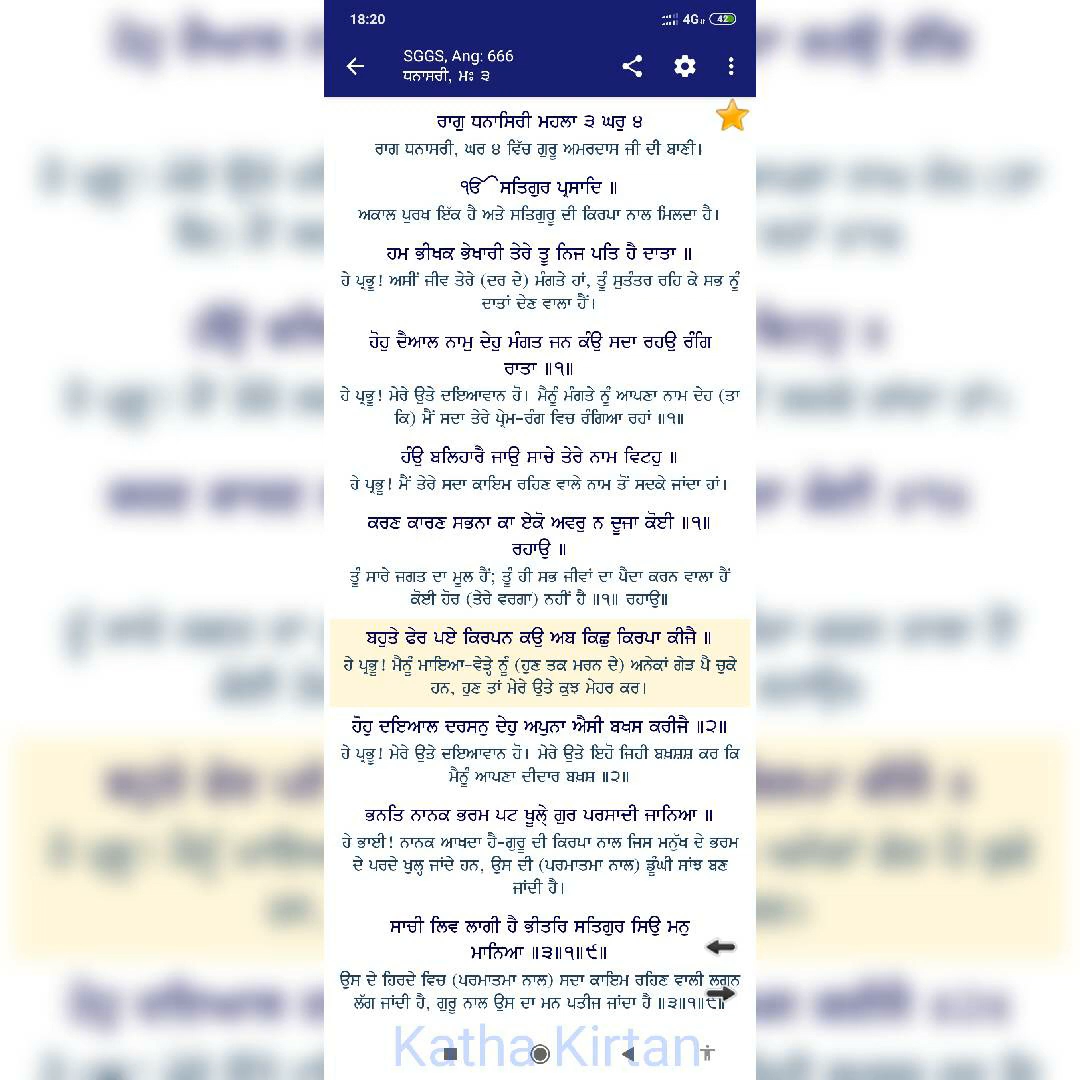 18:20
4G
42
SGGS, Ang: 666
ਧਨਾਸਰੀ, ਮਃ ੩
ਰਾਗੁ ਧਨਾਸਿਰੀ ਮਹਲਾ ੩ ਘਰੁ ੪
ਰਾਗ ਧਨਾਸਰੀ, ਘਰ ੪ ਵਿੱਚ ਗੁਰੂ ਅਮਰਦਾਸ ਜੀ ਦੀ ਬਾਣੀ।
ੴ ਸਤਿਗੁਰ ਪ੍ਰਸਾਦਿ ॥
ਅਕਾਲ ਪੁਰਖ ਇੱਕ ਹੈ ਅਤੇ ਸਤਿਗੁਰੂ ਦੀ ਕਿਰਪਾ ਨਾਲ ਮਿਲਦਾ ਹੈ।
ਹਮ ਭੀਖਕ ਭੇਖਾਰੀ ਤੇਰੇ ਤੂ ਨਿਜ ਪਤਿ ਹੈ ਦਾਤਾ ॥
ਹੇ ਪ੍ਰਭੂ! ਅਸੀਂ ਜੀਵ ਤੇਰੇ (ਦਰ ਦੇ) ਮੰਗਤੇ ਹਾਂ, ਤੂੰ ਸੁਤੰਤਰ ਰਹਿ ਕੇ ਸਭ ਨੂੰ
ਦਾਤਾਂ ਦੇਣ ਵਾਲਾ ਹੈਂ।
ਹੋਹੁ ਦੈਆਲ ਨਾਮੁ ਦੇਹੁ ਮੰਗਤ ਜਨ ਕੰਉ ਸਦਾ ਰਹਉ ਰੰਗਿ
ਰਾਤਾ ॥੧॥
ਹੇ ਪ੍ਰਭੂ! ਮੇਰੇ ਉਤੇ ਦਇਆਵਾਨ ਹੋ। ਮੈਨੂੰ ਮੰਗਤੇ ਨੂੰ ਆਪਣਾ ਨਾਮ ਦੇਹ (ਤਾ
ਕਿ) ਮੈਂ ਸਦਾ ਤੇਰੇ ਪ੍ਰੇਮ-ਰੰਗ ਵਿਚ ਰੰਗਿਆ ਰਹਾਂ ॥੧॥
ਹੰਉ ਬਲਿਹਾਰੈ ਜਾਉ ਸਾਚੇ ਤੇਰੇ ਨਾਮ ਵਿਟਹੁ ॥
ਹੇ ਪ੍ਰਭੂ! ਮੈਂ ਤੇਰੇ ਸਦਾ ਕਾਇਮ ਰਹਿਣ ਵਾਲੇ ਨਾਮ ਤੋਂ ਸਦਕੇ ਜਾਂਦਾ ਹਾਂ।
ਕਰਣ ਕਾਰਣ ਸਭਨਾ ਕਾ ਏਕੋ ਅਵਰੁ ਨ ਦੂਜਾ ਕੋਈ ॥੧॥
ਰਹਾਉ ॥
ਤੂੰ ਸਾਰੇ ਜਗਤ ਦਾ ਮੂਲ ਹੈਂ; ਤੂੰ ਹੀ ਸਭ ਜੀਵਾਂ ਦਾ ਪੈਦਾ ਕਰਨ ਵਾਲਾ ਹੈਂ
ਕੋਈ ਹੋਰ (ਤੇਰੇ ਵਰਗਾ) ਨਹੀਂ ਹੈ ॥੧॥ ਰਹਾਉ॥
ਬਹੁਤੇ ਫੇਰ ਪਏ ਕਿਰਪਨ ਕਉ ਅਬ ਕਿਛੁ ਕਿਰਪਾ ਕੀਜੈ ॥
ਹੇ ਪ੍ਰਭੂ! ਮੈਨੂੰ ਮਾਇਆ-ਵੇੜ੍ਹੇ ਨੂੰ (ਹੁਣ ਤਕ ਮਰਨ ਦੇ) ਅਨੇਕਾਂ ਗੇੜ ਪੈ ਚੁਕੇ
ਹਨ, ਹੁਣ ਤਾਂ ਮੇਰੇ ਉਤੇ ਕੁਝ ਮੇਹਰ ਕਰ।
ਹੋਹੁ ਦਇਆਲ ਦਰਸਨੁ ਦੇਹੁ ਅਪੁਨਾ ਐਸੀ ਬਖਸ ਕਰੀਜੈ ॥੨॥
ਹੇ ਪ੍ਰਭੂ! ਮੇਰੇ ਉਤੇ ਦਇਆਵਾਨ ਹੋ। ਮੇਰੇ ਉਤੇ ਇਹੋ ਜਿਹੀ ਬਖ਼ਸ਼ਸ਼ ਕਰ ਕਿ
ਮੈਨੂੰ ਆਪਣਾ ਦੀਦਾਰ ਬਖ਼ਸ਼ ॥੨॥
ਭਨਤਿ ਨਾਨਕ ਭਰਮ ਪਟ ਖੂਲ੍ਹੇ ਗੁਰ ਪਰਸਾਦੀ ਜਾਨਿਆ ॥
ਹੇ ਭਾਈ! ਨਾਨਕ ਆਖਦਾ ਹੈ-ਗੁਰੂ ਦੀ ਕਿਰਪਾ ਨਾਲ ਜਿਸ ਮਨੁੱਖ ਦੇ ਭਰਮ
ਦੇ ਪਰਦੇ ਖੁਲ੍ਹ ਜਾਂਦੇ ਹਨ, ਉਸ ਦੀ (ਪਰਮਾਤਮਾ ਨਾਲ) ਡੂੰਘੀ ਸਾਂਝ ਬਣ
ਜਾਂਦੀ ਹੈ।
ਸਾਚੀ ਲਿਵ ਲਾਗੀ ਹੈ ਭੀਤਰਿ ਸਤਿਗੁਰ ਸਿਉ ਮਨੁ
ਮਾਨਿਆ ॥੩॥੧॥੯॥
ਉਸ ਦੇ ਹਿਰਦੇ ਵਿਚ (ਪਰਮਾਤਮਾ ਨਾਲ) ਸਦਾ ਕਾਇਮ ਰਹਿਣ ਵਾਲੀ ਲਗਨ
ਲੱਗ ਜਾਂਦੀ ਹੈ, ਗੁਰੂ ਨਾਲ ਉਸ ਦਾ ਮਨ ਪਤੀਜ ਜਾਂਦਾ ਹੈ ॥੩॥੧॥੯॥
Katha Kirtan